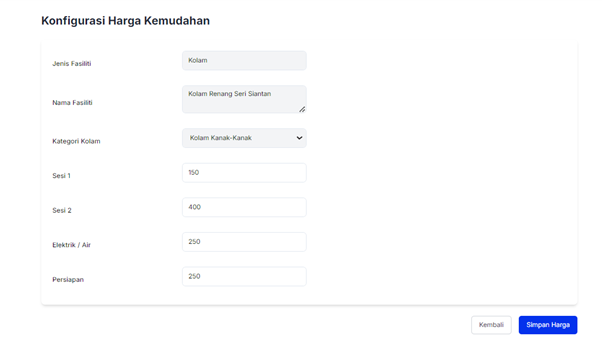 Konfigurasi Harga Kemudahan
Jenis Fasiliti
Kolam
Nama Fasiliti
Kolam Renang Seri Siantan
Kategori Kolam
Kolam Kanak-Kanak
Sesi 1
150
Sesi 2
400
Elektrik / Air
250
Persiapan
250
Kembali
Simpan Harga